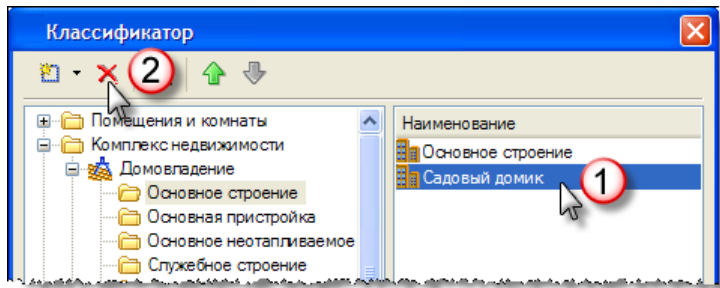 Классификатор
2
Помещения и комнаты
Комплекс недвижимости
Домовладение
Основное строение
Основная пристройка
Основное неотапливаемое
Служебное строение
Наименование
Основное строение
Садовый домик
1